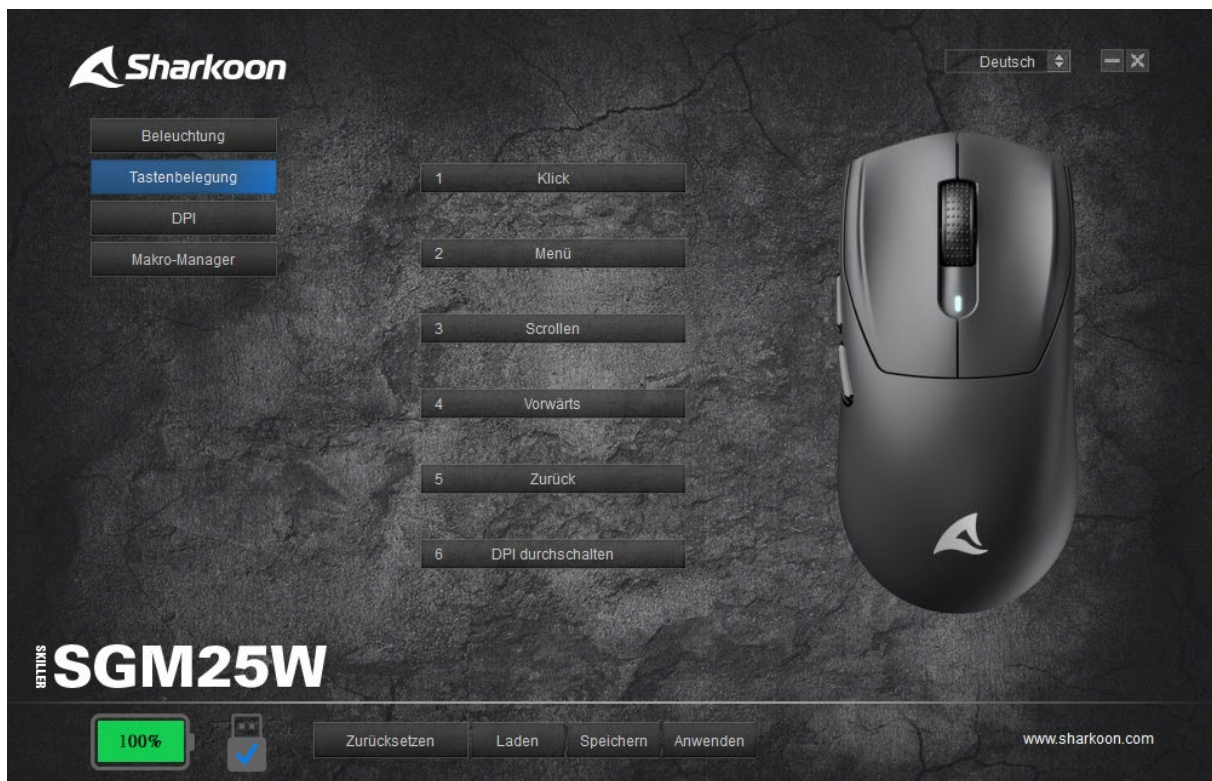 Sharkoon
Deutsch
Beleuchtung
Tastenbelegung
DPI
Makro-Manager
1 Klick
2 Menü
3 Scrollen
4 Vorwärts
5 Zurück
6 DPI durchschalten
SKILLER
SGM25W
100%
Zurücksetzen Laden Speichern Anwenden
www.sharkoon.com